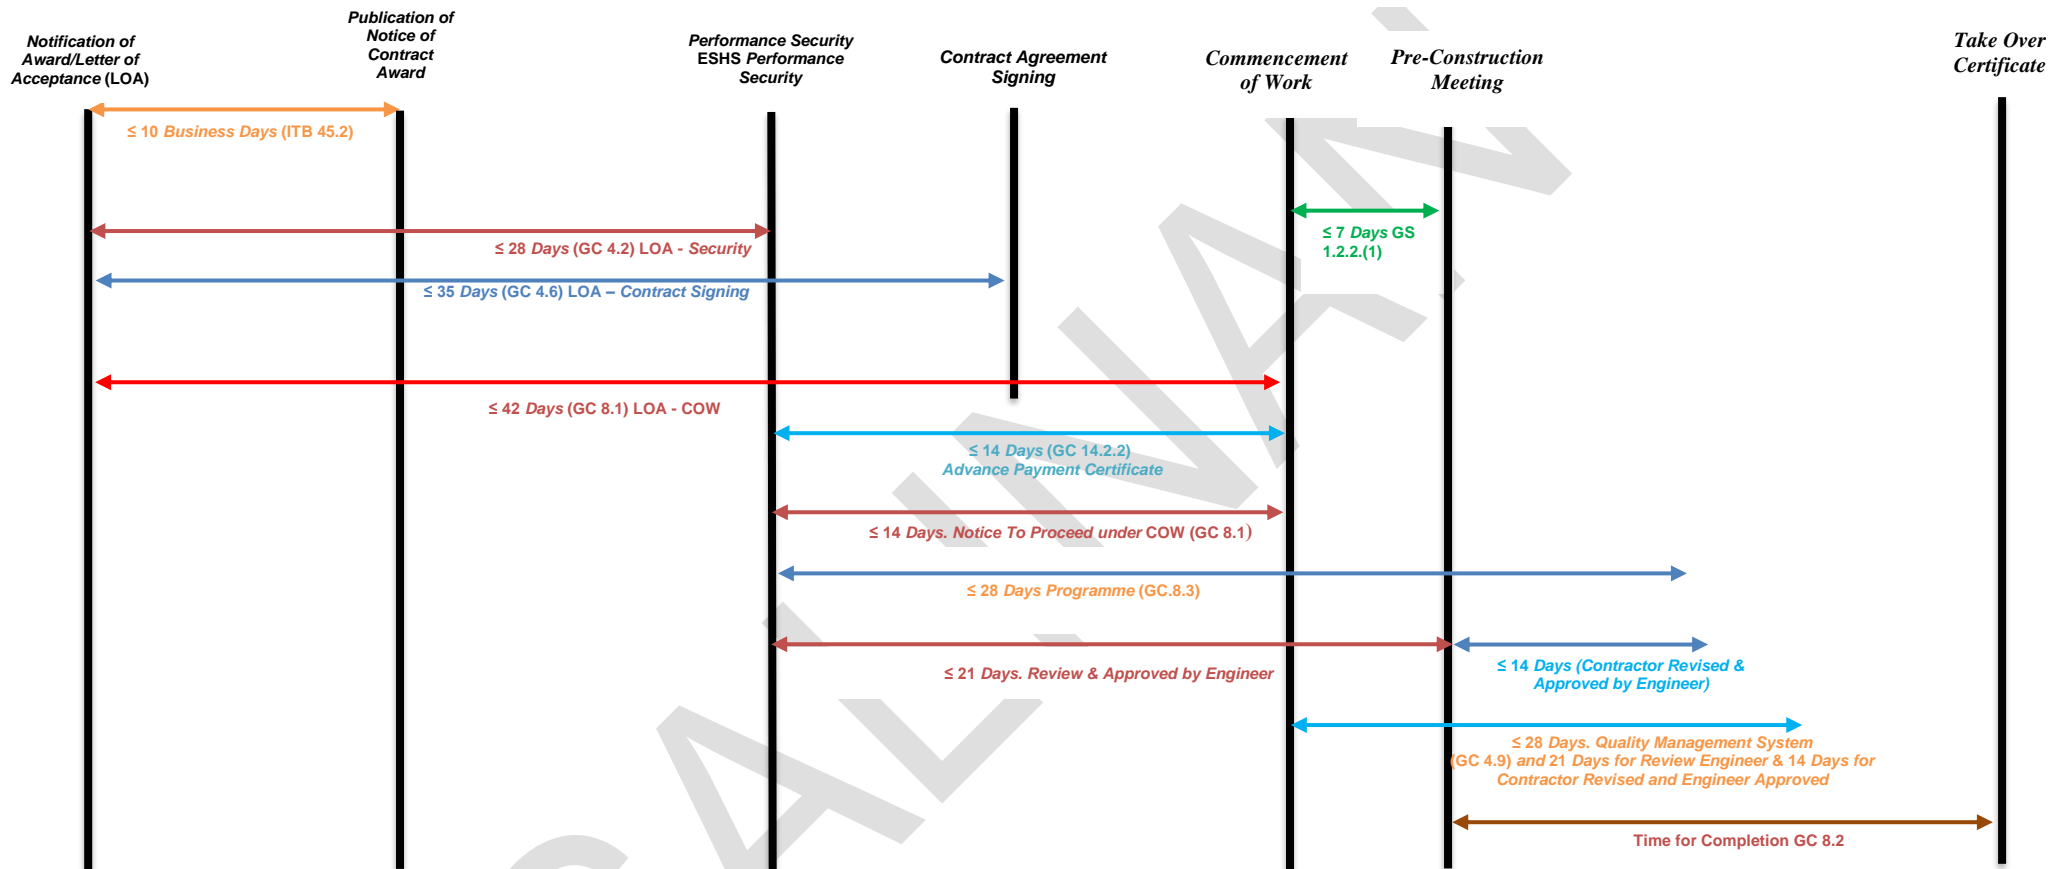 Notification of
Award/Letter of
Acceptance (LOA)
Publication of
Notice of
Contract
Award
Performance Security
ESHS Performance
Security
Contract Agreement
Signing
Commencement
of Work
Pre-Construction
Meeting
Take Over
Certificate
≤ 10 Business Days (ITB 45.2)
≤ 7 Days GS
1.2.2.(1)
≤ 28 Days (GC 4.2) LOA - Security
≤ 35 Days (GC 4.6) LOA – Contract Signing
≤ 42 Days (GC 8.1) LOA - COW
≤ 14 Days (GC 14.2.2)
Advance Payment Certificate
≤ 14 Days. Notice To Proceed under COW (GC 8.1)
≤ 28 Days Programme (GC.8.3)
≤ 21 Days. Review & Approved by Engineer
≤ 14 Days (Contractor Revised &
Approved by Engineer)
≤ 28 Days. Quality Management System
(GC 4.9) and 21 Days for Review Engineer & 14 Days for
Contractor Revised and Engineer Approved
Time for Completion GC 8.2